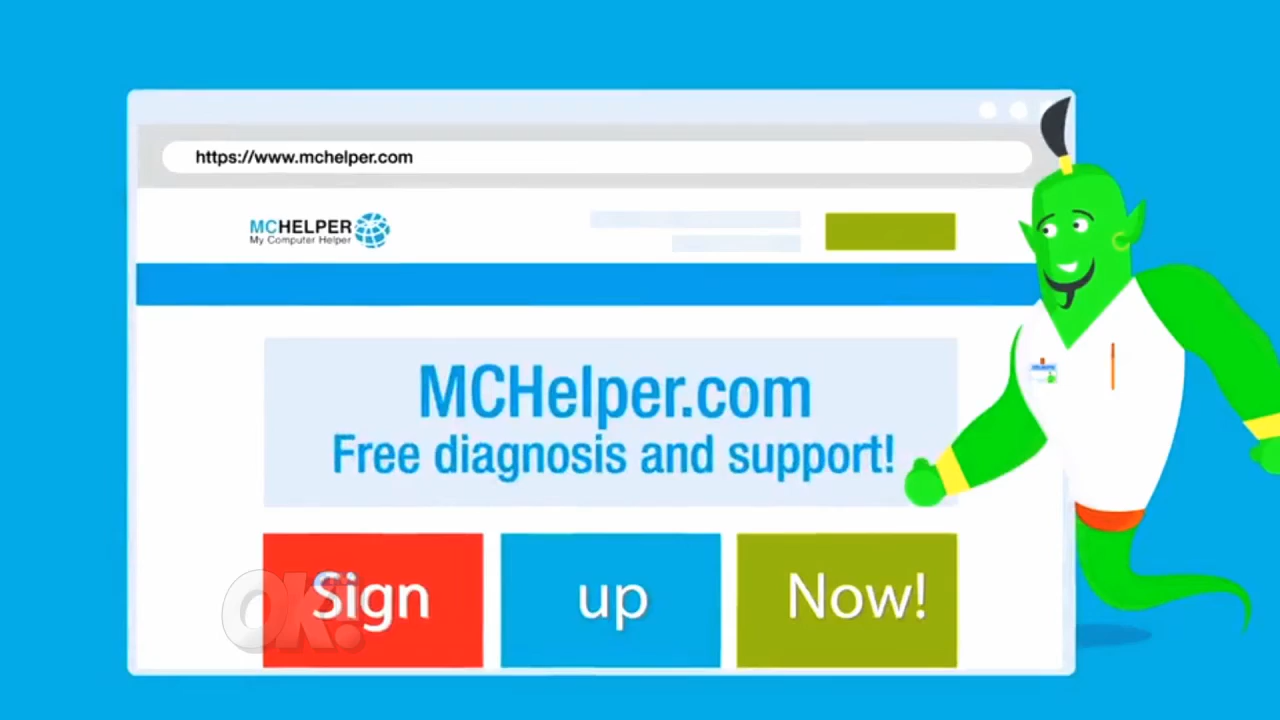 https://www.mchelper.com
MCHELPER
My Computer Helper
MCHelper.com
Free diagnosis and support!
Sign up Now!
OK!